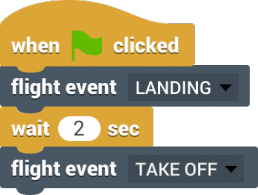 when clicked
flight event LANDING
wait 2 sec
flight event TAKE OFF